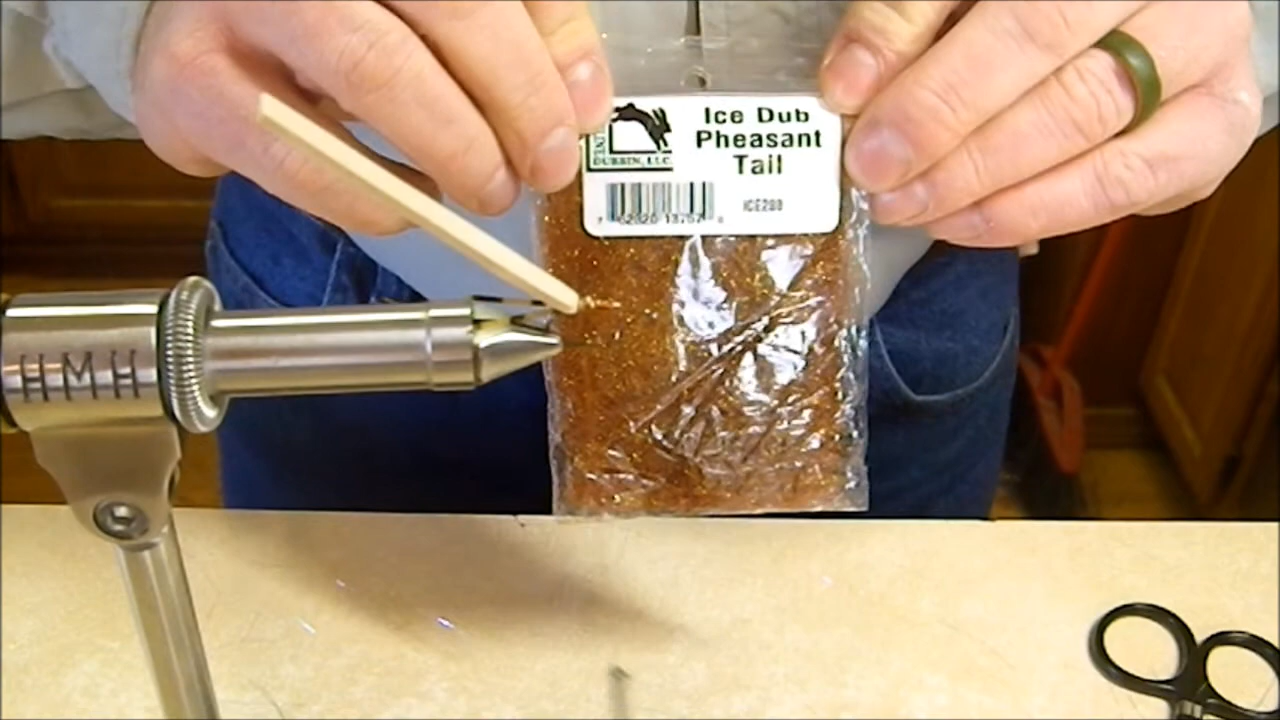 Ice Dub
Pheasant
Tail
DUBBIN, LLC
ICE200
HMH